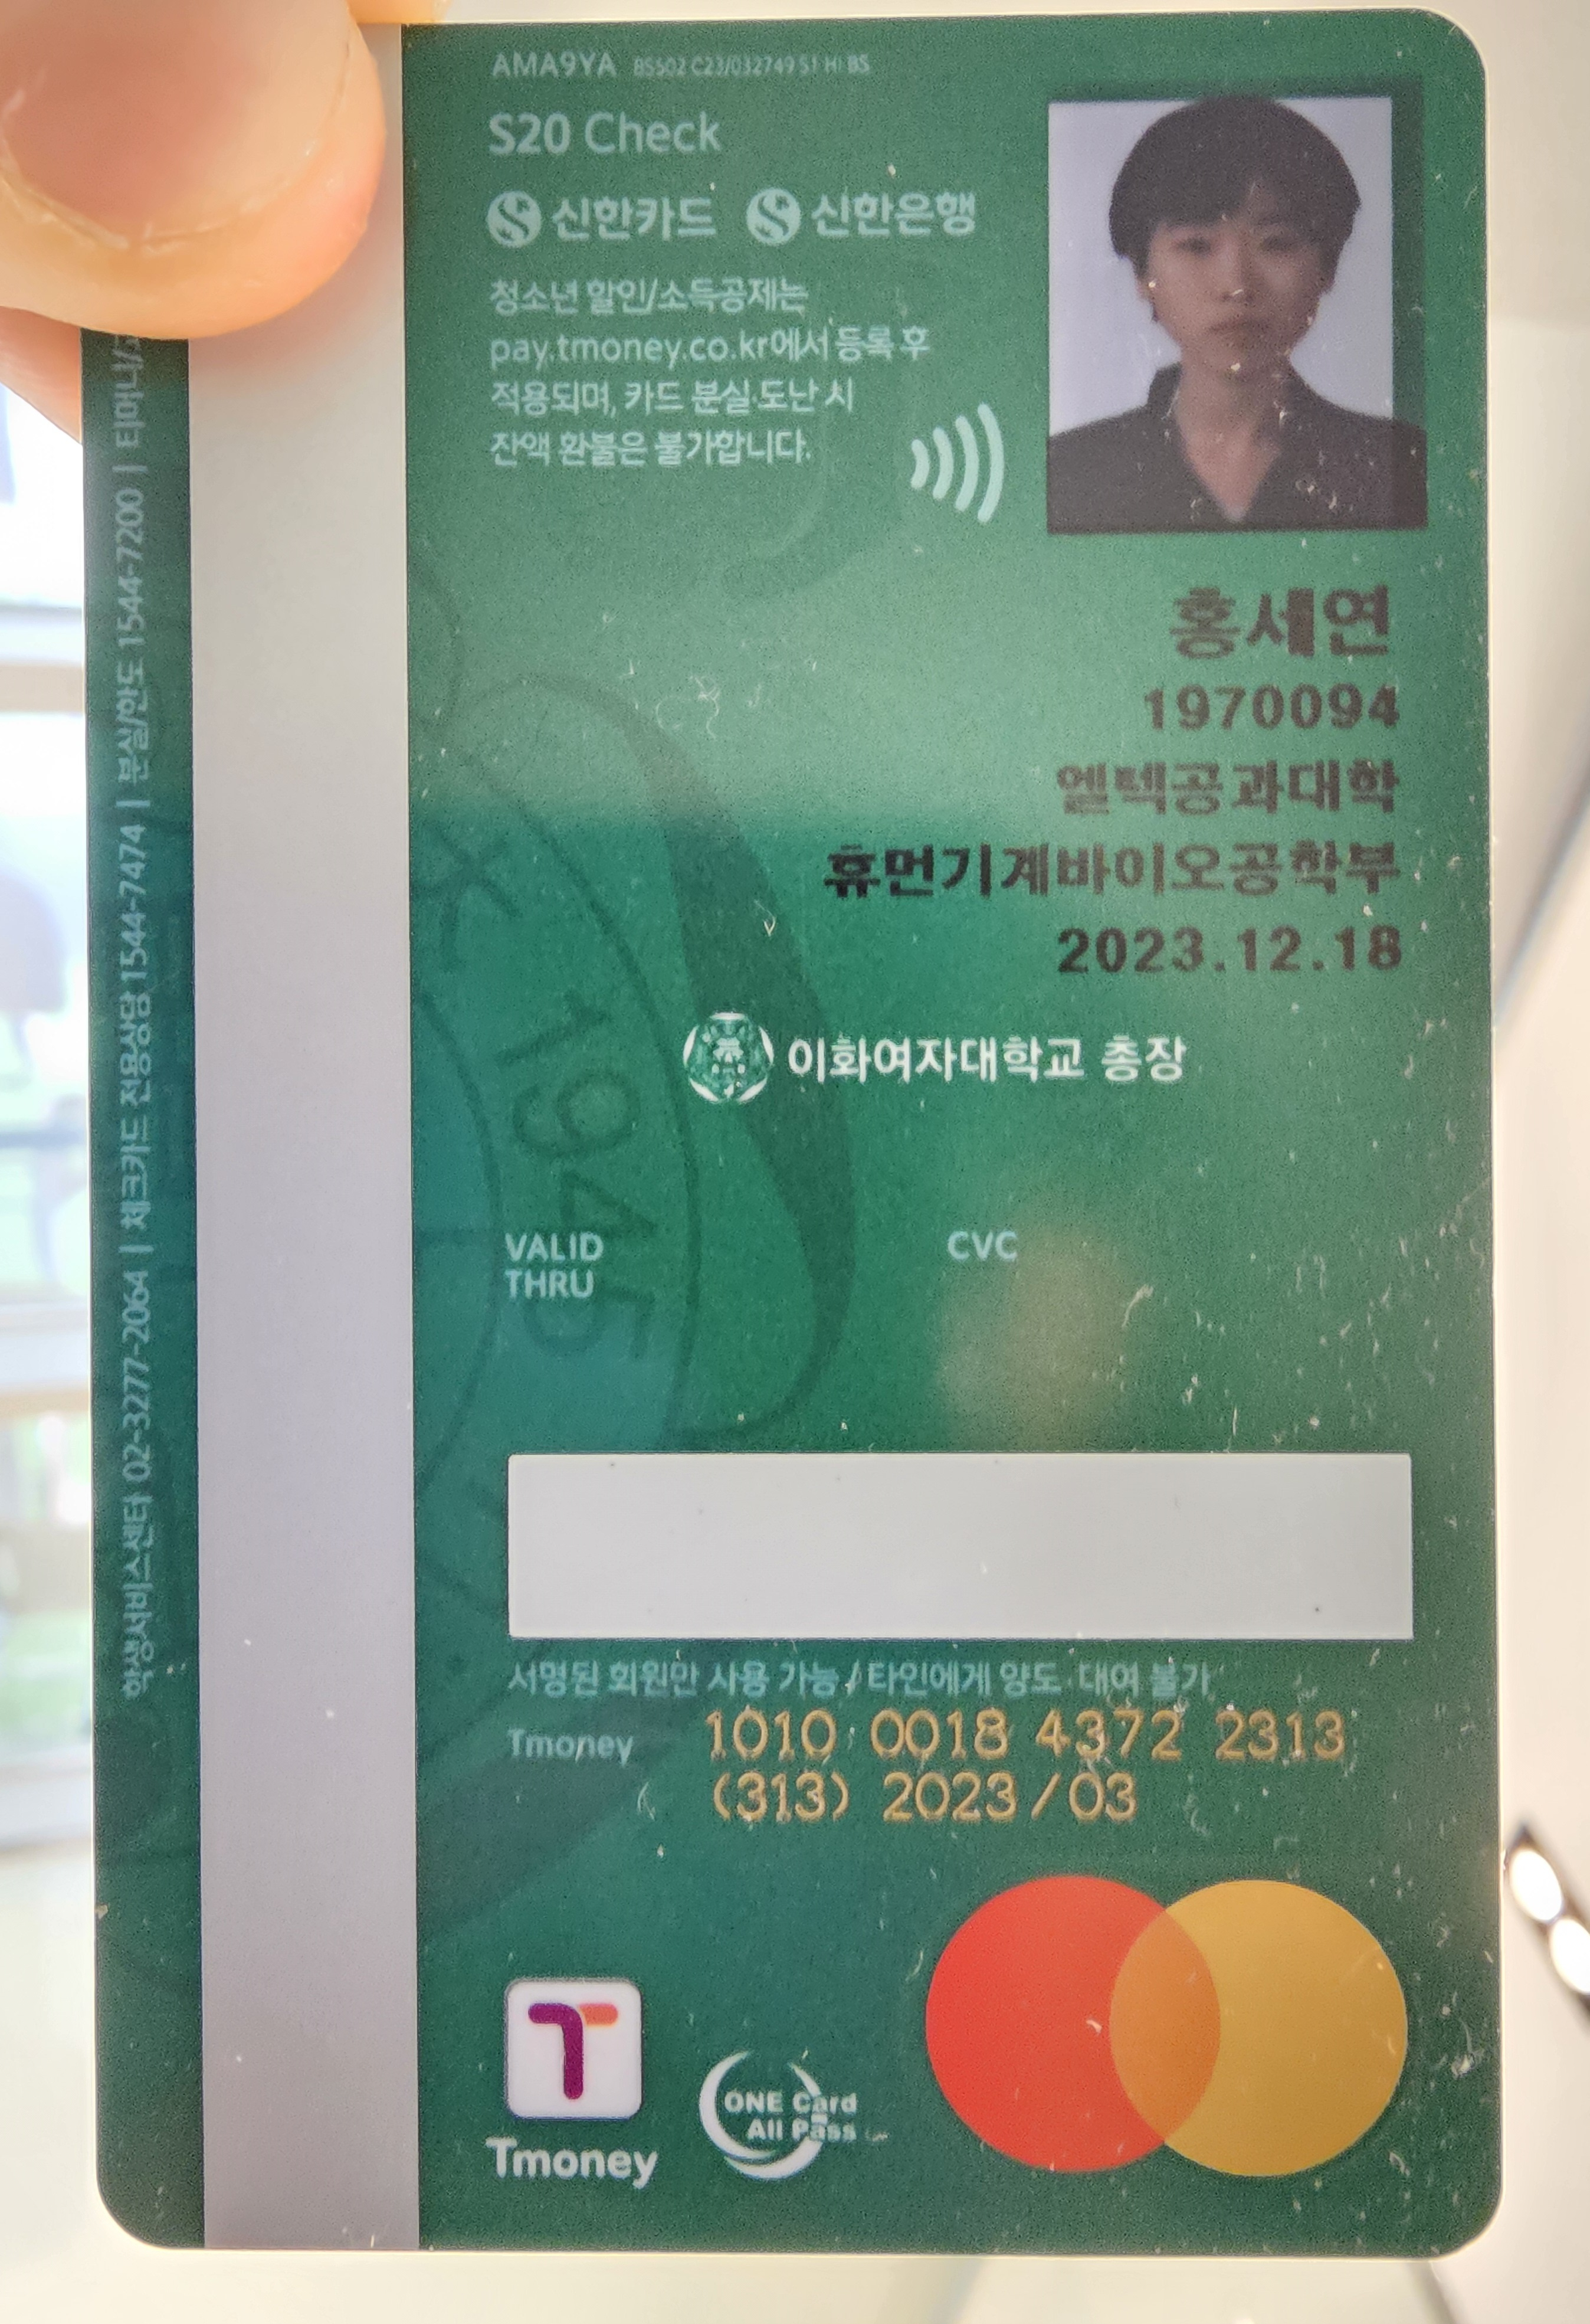 AMA9YA BS502 C23/032749 S1 HI BS
S20 Check
신한카드 신한은행
청소년 할인/소득공제는
pay.tmoney.co.kr에서 등록 후
적용되며, 카드 분실·도난 시
잔액 환불은 불가합니다.
홍세연
1970094
엘텍공과대학
휴먼기계바이오공학부
2023.12.18
이화여자대학교 총장
1945
VALID
THRU
CVC
서명된 회원만 사용 가능 / 타인에게 양도·대여 불가
Tmoney 1010 0018 4372 2313
(313) 2023/03
Tmoney
ONE Card
All Pass
학생서비스센터 02-3277-2064 | 체크카드 전용상담 1544-7474 | 분실/한도 1544-7200 | 티머니/